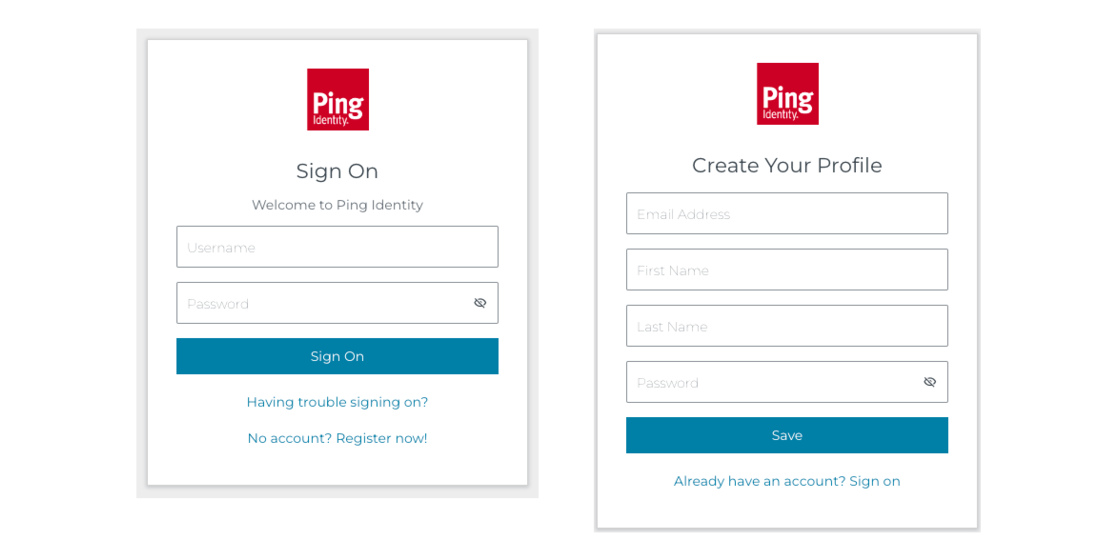 Ping
Identity.
Sign On
Welcome to Ping Identity
Username
Password
Sign On
Having trouble signing on?
No account? Register now!
Ping
Identity.
Create Your Profile
Email Address
First Name
Last Name
Password
Save
Already have an account? Sign on